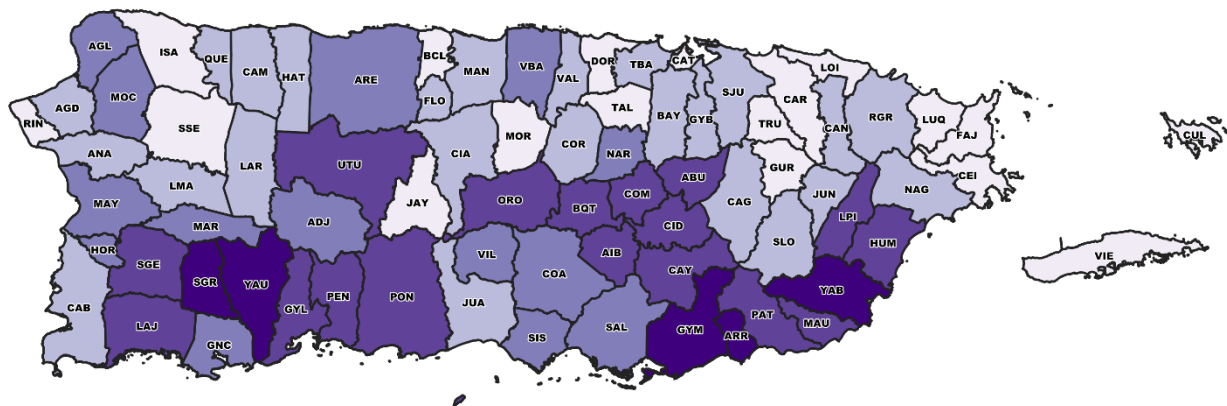 AGL
ISA
QUE
CAM
HAT
ARE
BCL
MAN
VBA
VAL
DOR
TBA
CAT
LOI
MOC
AGD
RIN
SSE
FLO
TAL
BAY
GYB
SJU
CAR
TRU
CAN
RGR
LUQ
FAJ
CUL
ANA
LAR
UTU
CIA
MOR
COR
NAR
ABU
GUR
CEI
LMA
JAY
ORO
BQT
COM
CID
CAG
JUN
NAG
MAY
MAR
ADJ
LPI
HUM
SLO
HOR
SGE
SGR
YAU
VIL
COA
AIB
CAY
VIE
CAB
LAJ
GNC
GYL
PEN
PON
JUA
SIS
SAL
GYM
ARR
PAT
MAU
YAB